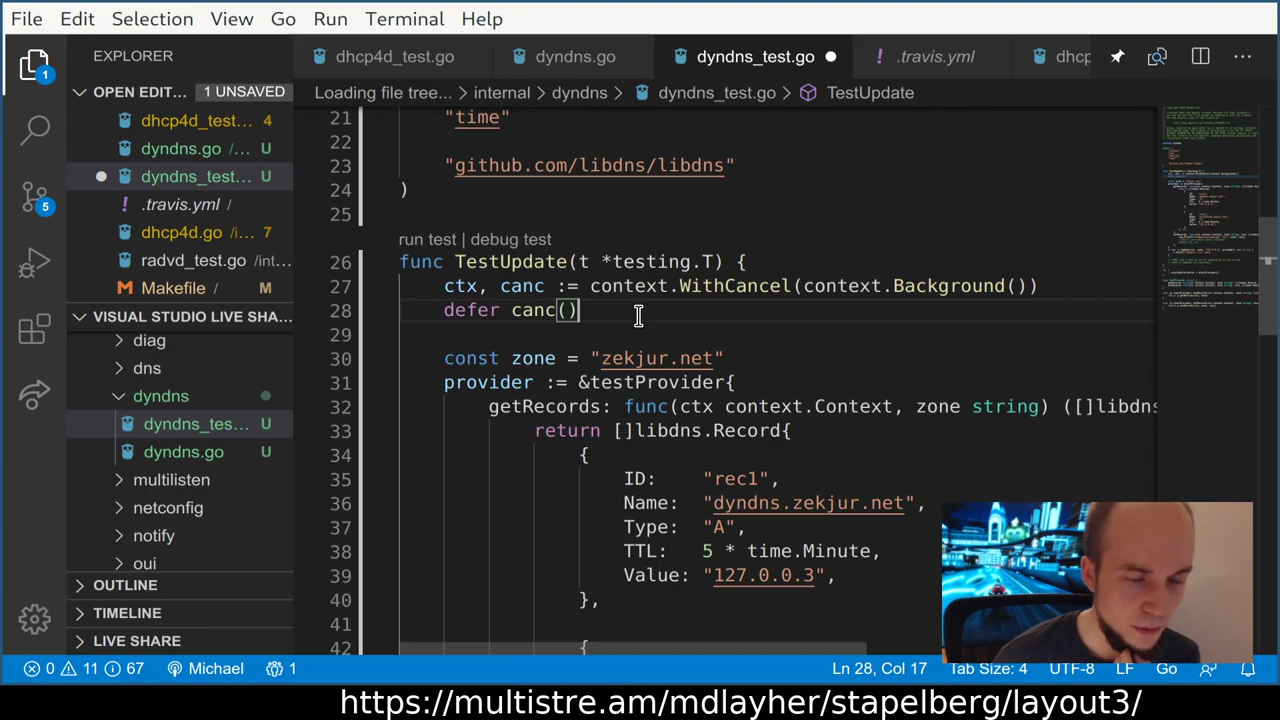 File Edit Selection View Go Run Terminal Help
EXPLORER
OPEN EDIT... 1 UNSAVED
dhcp4d_test... 4
dyndns.go /... U
dyndns_test... U
.travis.yml /
dhcp4d.go /i... 7
radvd_testing.go /int...
Makefile / M
VISUAL STUDIO LIVE SHA...
diag
dns
dyndns
dyndns_tes... U
dyndns.go U
multilisten
netconfig
notify
oui
OUTLINE
TIMELINE
LIVE SHARE
1
5
dhcp4d_test.go dyndns.go dyndns_test.go .travis.yml dhcp
Loading file tree... > internal > dyndns > dyndns_test.go > TestUpdate
21 "time"
22
23 "github.com/libdns/libdns"
24 )
25
run test | debug test
26 func TestUpdate(t *testing.T) {
27 ctx, canc := context.WithCancel(context.Background())
28 defer canc()
29
30 const zone = "zekjur.net"
31 provider := &testProvider{
32 getRecords: func(ctx context.Context, zone string) ([]libdns
33 return []libdns.Record{
34 {
35 ID: "rec1",
36 Name: "dyndns.zekjur.net",
37 Type: "A",
38 TTL: 5 * time.Minute,
39 Value: "127.0.0.3",
40 },
41
42 {
0 11 67 Michael 1 Ln 28, Col 17 Tab Size: 4 UTF-8 LF Go
https://multistre.am/mdlayher/stapelberg/layout3/